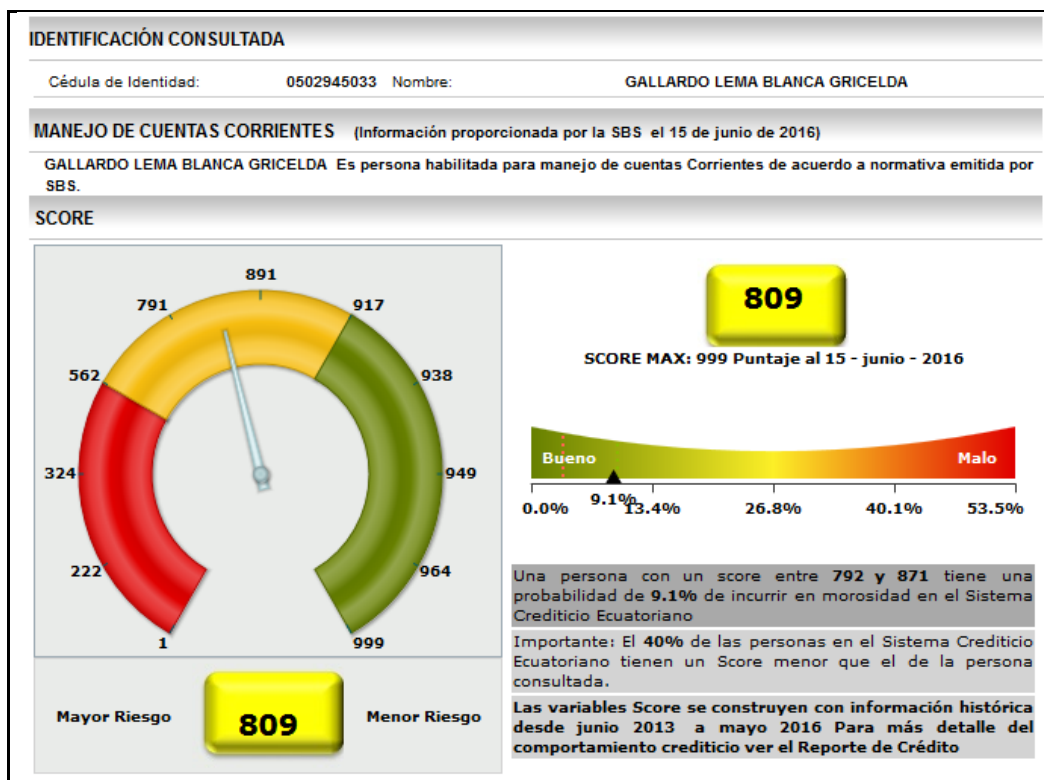 IDENTIFICACIÓN CONSULTADA
Cédula de Identidad: 0502945033 Nombre: GALLARDO LEMA BLANCA GRICELDA
MANEJO DE CUENTAS CORRIENTES (Información proporcionada por la SBS el 15 de junio de 2016)
GALLARDO LEMA BLANCA GRICELDA Es persona habilitada para manejo de cuentas Corrientes de acuerdo a normativa emitida por
SBS.
SCORE
891
791
917
562
938
324
949
222
964
1
999
Mayor Riesgo
809
Menor Riesgo
809
SCORE MAX: 999 Puntaje al 15 - junio - 2016
Bueno
Malo
0.0%
9.1%
13.4%
26.8%
40.1%
53.5%
Una persona con un score entre 792 y 871 tiene una
probabilidad de 9.1% de incurrir en morosidad en el Sistema
Crediticio Ecuatoriano
Importante: El 40% de las personas en el Sistema Crediticio
Ecuatoriano tienen un Score menor que el de la persona
consultada.
Las variables Score se construyen con información histórica
desde junio 2013 a mayo 2016 Para más detalle del
comportamiento crediticio ver el Reporte de Crédito